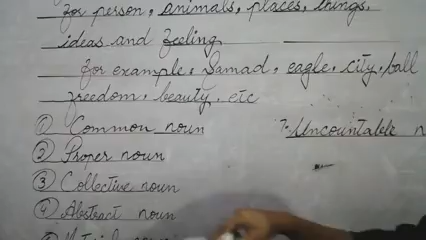 for person, animals, places, things,
ideas and feeling
for example, Samad, eagle, city, ball
freedom, beauty, etc
① Common noun
② Proper noun
③ Collective noun
④ Abstract noun
7. Uncountable n